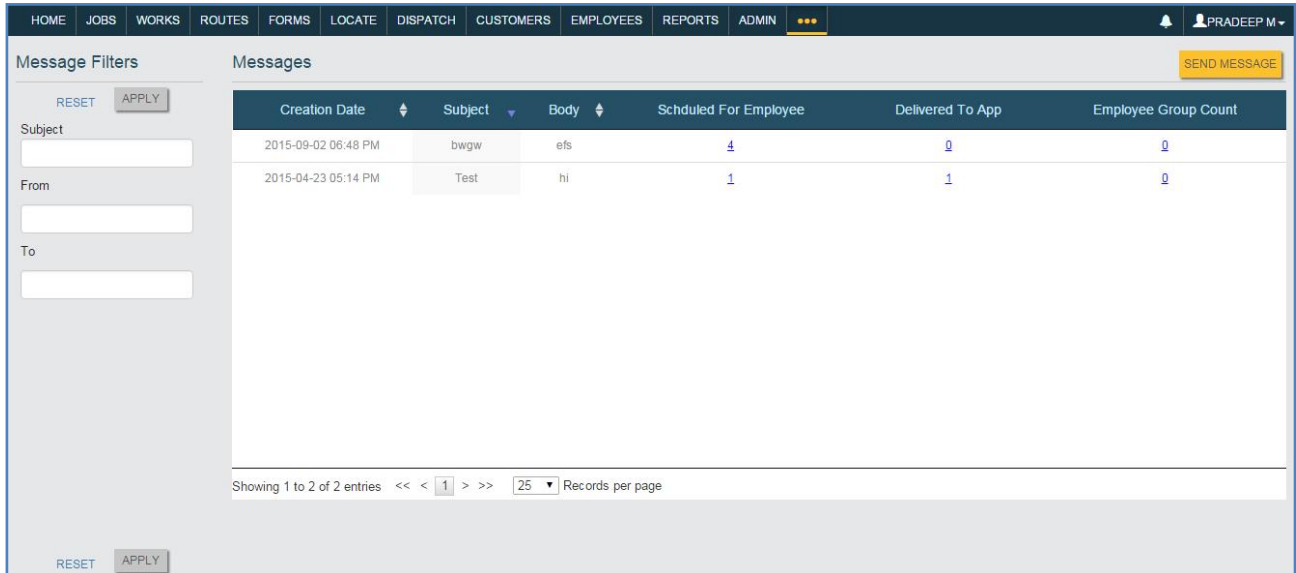 HOME JOBS WORKS ROUTES FORMS LOCATE DISPATCH CUSTOMERS EMPLOYEES REPORTS ADMIN ••• PRADEEP M
Message Filters
RESET APPLY
Subject
From
To
RESET APPLY
Messages
SEND MESSAGE
Creation Date Subject Body Schduled For Employee Delivered To App Employee Group Count
2015-09-02 06:48 PM bwgw efs 4 0 0
2015-04-23 05:14 PM Test hi 1 1 0
Showing 1 to 2 of 2 entries << < 1 > >> 25 Records per page